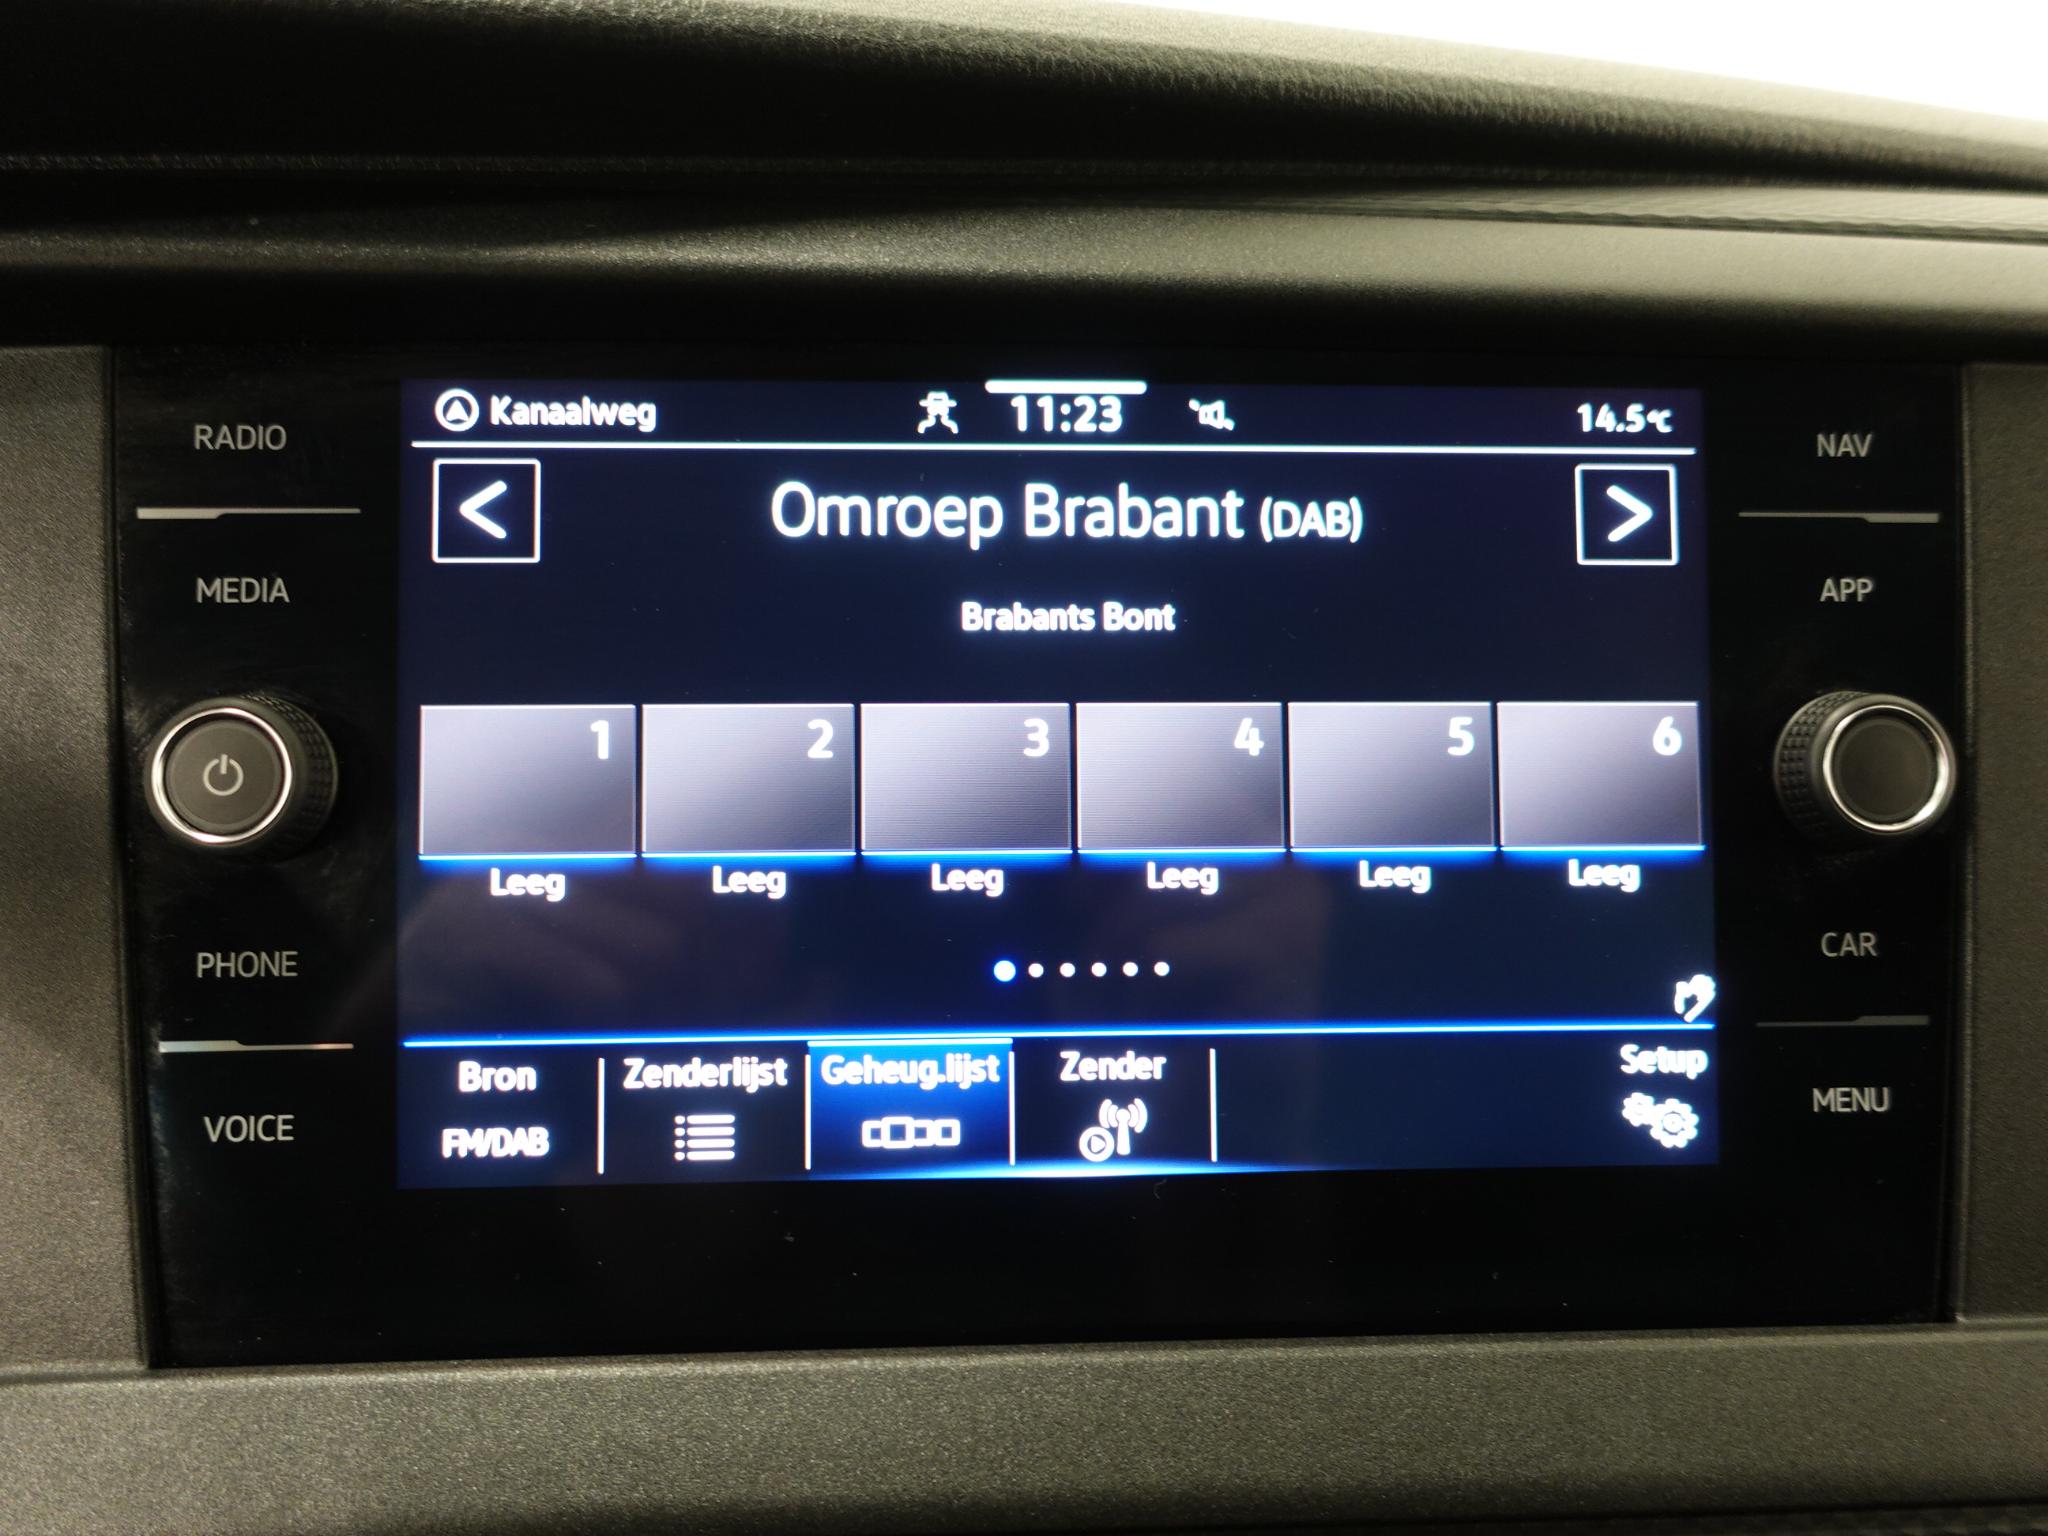 RADIO
MEDIA
PHONE
VOICE
Kanaalweg
11:23
14.5°C
<
Omroep Brabant (DAB)
>
Brabants Bont
1 2 3 4 5 6
Leeg Leeg Leeg Leeg Leeg Leeg
Bron
FM/DAB
Zenderlijst
Geheug.lijst
Zender
Setup
NAV
APP
CAR
MENU